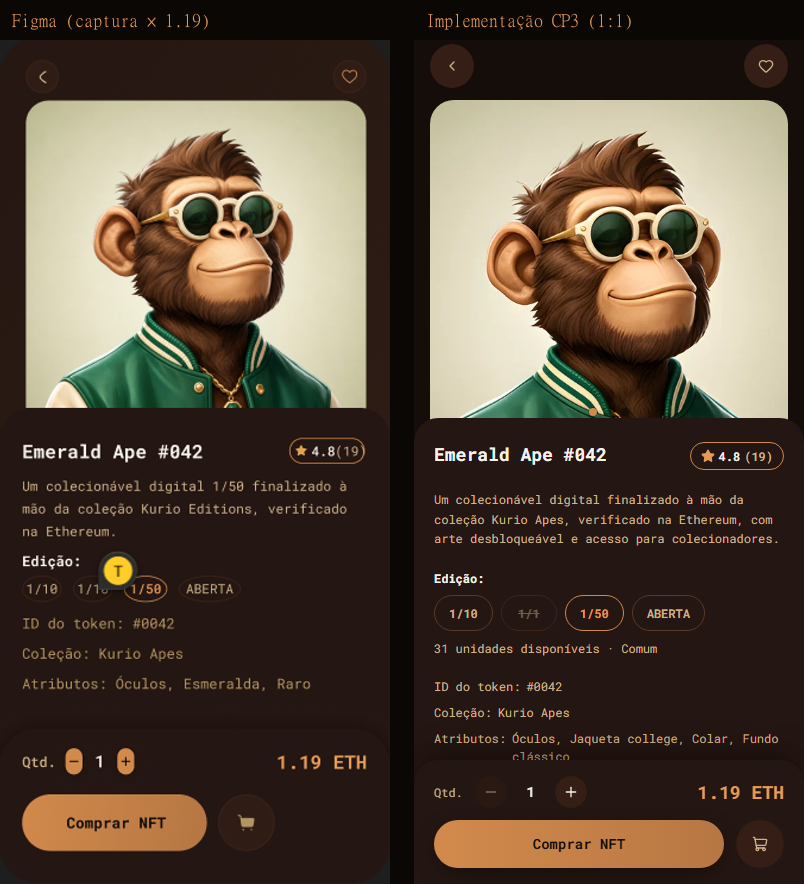 Figma (captura × 1.19)
Emerald Ape #042
4.8(19)
Um colecionável digital 1/50 finalizado à
mão da coleção Kurio Editions, verificado
na Ethereum.
Edição:
1/10
T
1/50
ABERTA
ID do token: #0042
Coleção: Kurio Apes
Atributos: Óculos, Esmeralda, Raro
Qtd.
−
1
+
1.19 ETH
Comprar NFT
Implementação CP3 (1:1)
Emerald Ape #042
4.8 (19)
Um colecionável digital finalizado à mão da
coleção Kurio Apes, verificado na Ethereum, com
arte desbloqueável e acesso para colecionadores.
Edição:
1/10
1/1
1/50
ABERTA
31 unidades disponíveis · Comum
ID do token: #0042
Coleção: Kurio Apes
Atributos: Óculos, Jaqueta college, Colar, Fundo
clássico
Qtd.
−
1
+
1.19 ETH
Comprar NFT